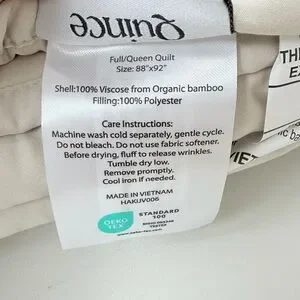 Quince
Full/Queen Quilt
Size: 88"x92"
Shell:100% Viscose from Organic bamboo
Filling:100% Polyester
Care Instructions:
Machine wash cold separately, gentle cycle.
Do not bleach. Do not use fabric softener.
Before drying, fluff to release wrinkles.
Tumble dry low.
Remove promptly.
Cool iron if needed.
MADE IN VIETNAM
HAKIJV006
OEKO
TEX
STANDARD
100
TH